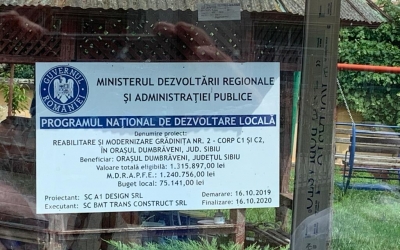 GUVERNUL ROMÂNIEI
MINISTERUL DEZVOLTĂRII REGIONALE
ȘI ADMINISTRAȚIEI PUBLICE
PROGRAMUL NAȚIONAL DE DEZVOLTARE LOCALĂ
Denumire proiect:
REABILITARE ȘI MODERNIZARE GRĂDINIȚA NR. 2 - CORP C1 ȘI C2,
ÎN ORAȘUL DUMBRĂVENI, JUD. SIBIU
Beneficiar: ORAȘUL DUMBRĂVENI, JUDEȚUL SIBIU
Valoare totală eligibilă: 1.315.897,00 lei
M.D.R.A.P.F.E.: 1.240.756,00 lei
Buget local: 75.141,00 lei
Proiectant: SC A1 DESIGN SRL Demarare: 16.10.2019
Executant: SC BMT TRANS CONSTRUCT SRL Finalizare: 16.10.2020